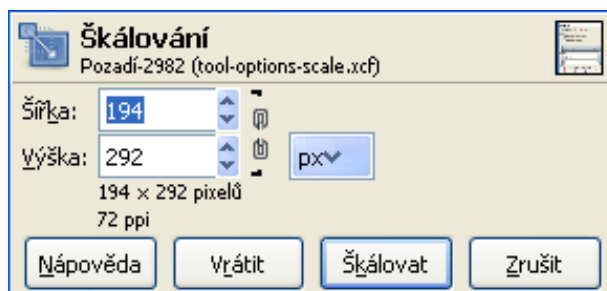 Škálování
Pozadí-2982 (tool-options-scale.xcf)
Šířka: 194
Výška: 292 px
194 × 292 pixelů
72 ppi
Nápověda Vrátit Škálovat Zrušit